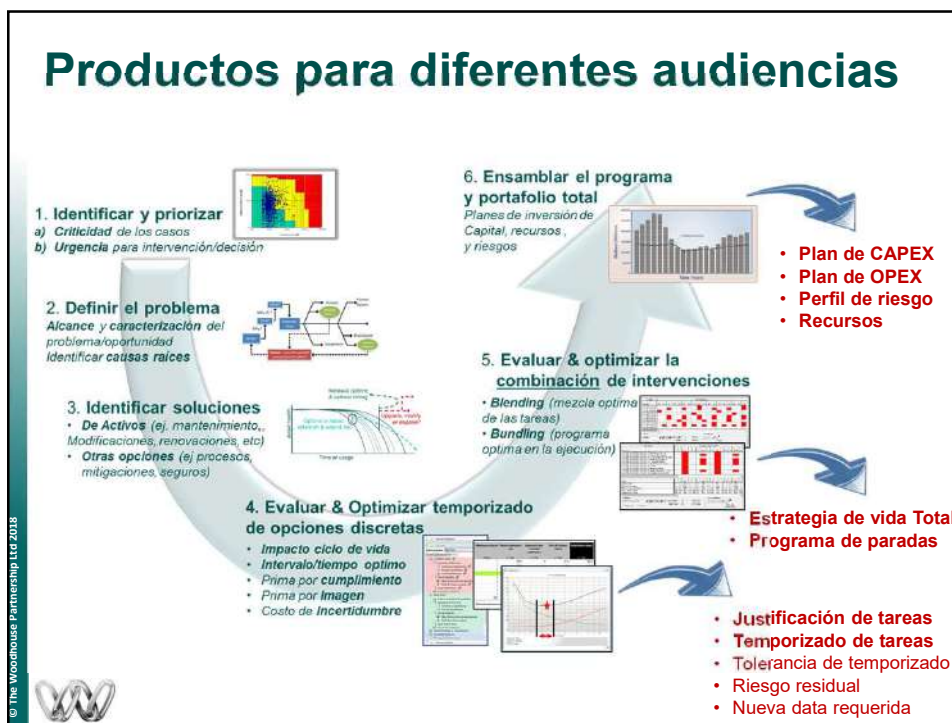 Productos para diferentes audiencias
1. Identificar y priorizar
a) Criticidad de los casos
b) Urgencia para intervención/decisión
2. Definir el problema
Alcance y caracterización del
problema/oportunidad
Identificar causas raíces
3. Identificar soluciones
• De Activos (ej. mantenimiento,,
Modificaciones, renovaciones, etc)
• Otras opciones (ej procesos,
mitigaciones, seguros)
4. Evaluar & Optimizar temporizado
de opciones discretas
• Impacto ciclo de vida
• Intervalo/tiempo optimo
• Prima por cumplimiento
• Prima por Imagen
• Costo de Incertidumbre
5. Evaluar & optimizar la
combinación de intervenciones
• Blending (mezcla optima
de las tareas)
• Bundling (programa
optima en la ejecución)
6. Ensamblar el programa
y portafolio total
Planes de inversión de
Capital, recursos ,
y riesgos
• Plan de CAPEX
• Plan de OPEX
• Perfil de riesgo
• Recursos
• Estrategia de vida Total
• Programa de paradas
• Justificación de tareas
• Temporizado de tareas
• Tolerancia de temporizado
• Riesgo residual
• Nueva data requerida
© The Woodhouse Partnership Ltd 2018